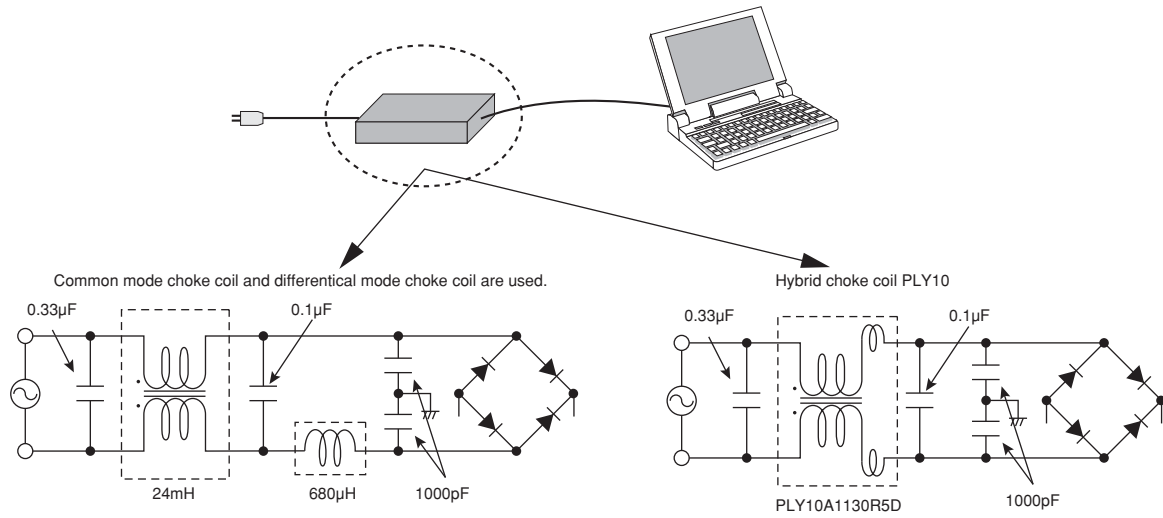 Common mode choke coil and differentical mode choke coil are used.
0.33µF
0.1µF
24mH
680µH
1000pF
Hybrid choke coil PLY10
0.33µF
0.1µF
PLY10A1130R5D
1000pF